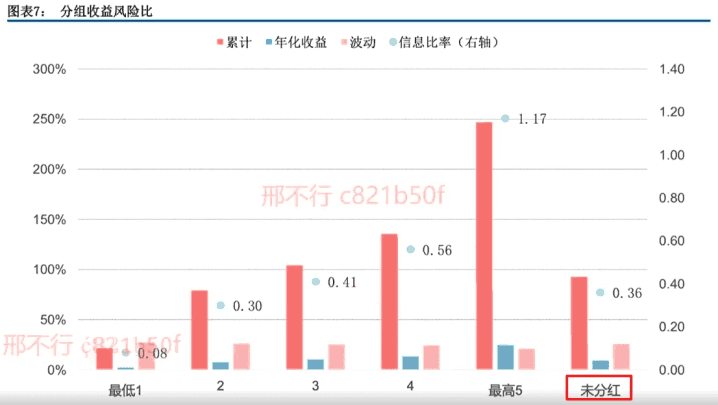 图表7： 分组收益风险比
累计 年化收益 波动 信息比率（右轴）
300% 1.40
250% 1.17 1.20
200% 1.00
邢不行 c821b50f 0.80
150%
0.56 0.60
100% 0.41 0.36 0.40
50% 0.30 0.20
邢不行 c821b50f 0.08
0% 0.00
最低1 2 3 4 最高5 未分红